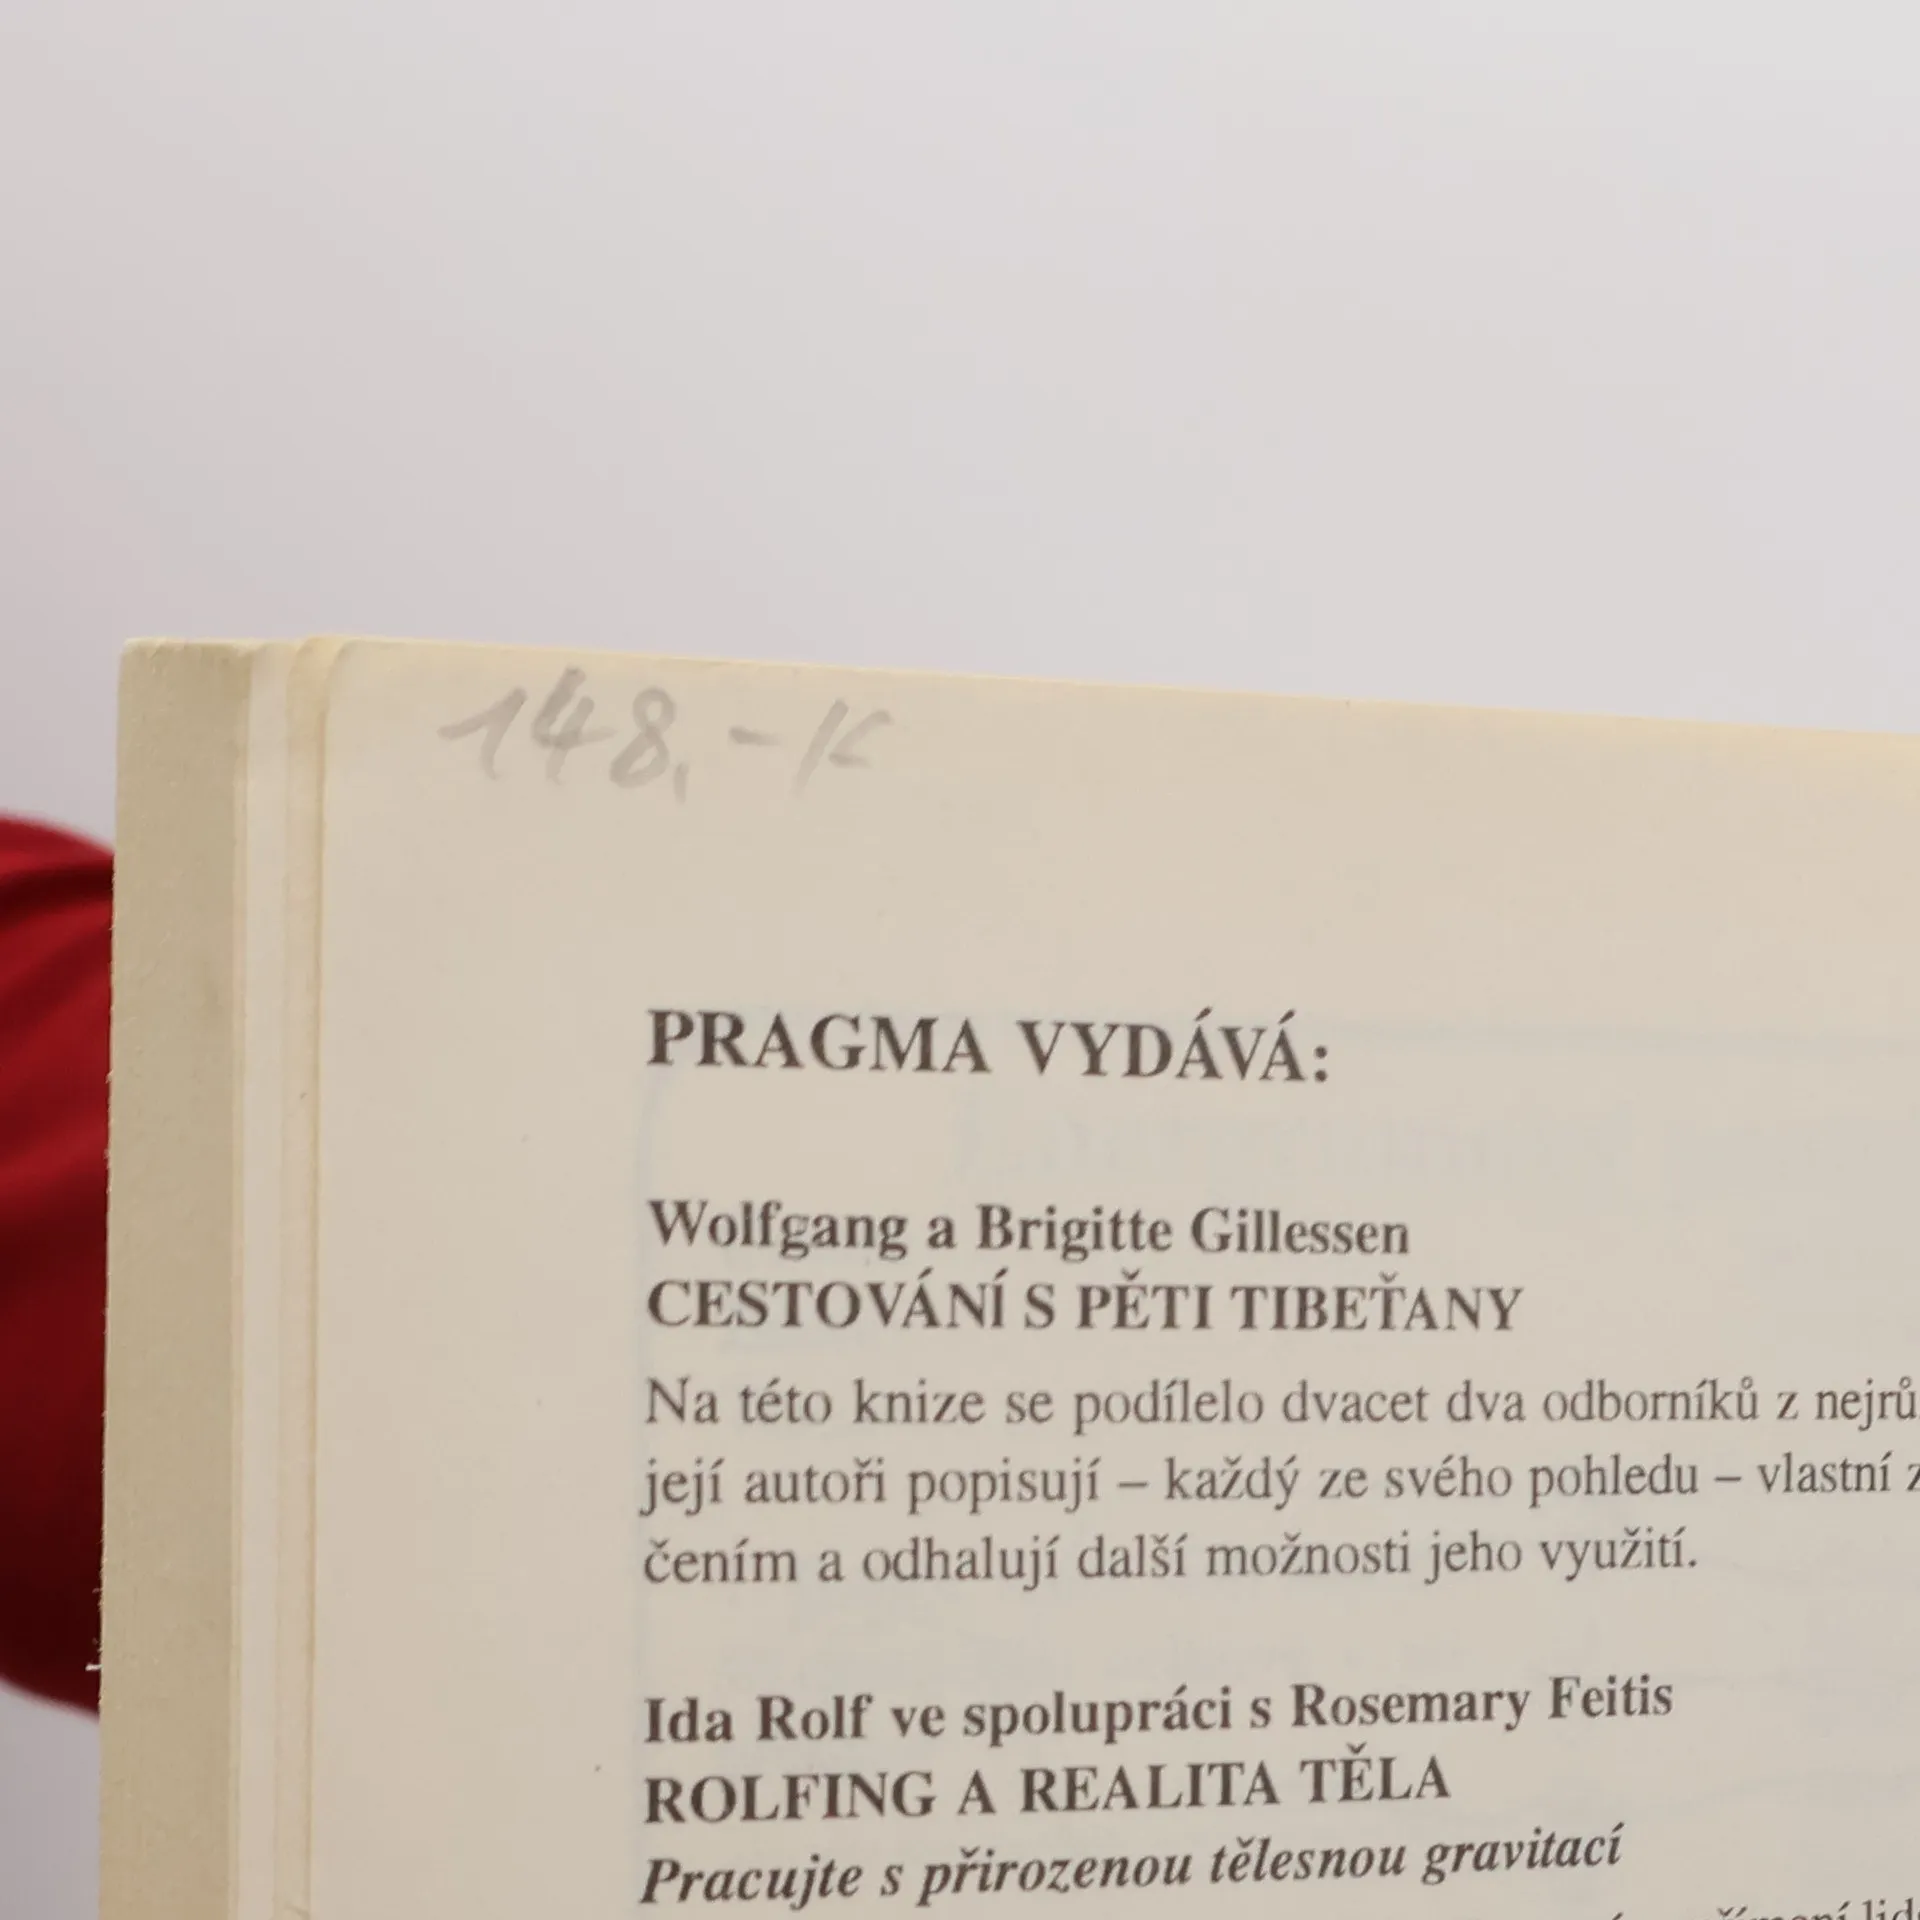 148,- K
PRAGMA VYDÁVÁ:
Wolfgang a Brigitte Gillessen
CESTOVÁNÍ S PĚTI TIBEŤANY
Na této knize se podílelo dvacet dva odborníků z nejrů
její autoři popisují – každý ze svého pohledu – vlastní z
čením a odhalují další možnosti jeho využití.
Ida Rolf ve spolupráci s Rosemary Feitis
ROLFING A REALITA TĚLA
Pracujte s přirozenou tělesnou gravitací